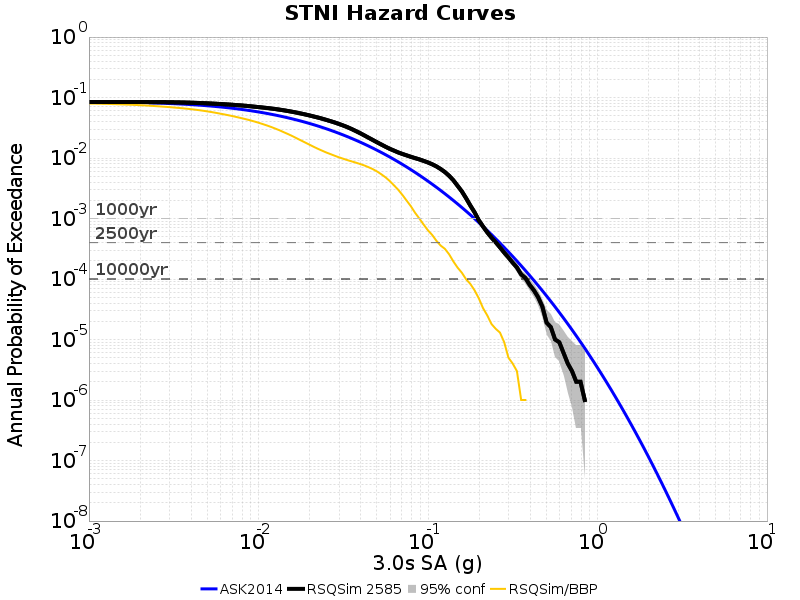 STNI Hazard Curves
Annual Probability of Exceedance
10^0
10^-1
10^-2
10^-3
10^-4
10^-5
10^-6
10^-7
10^-8
1000yr
2500yr
10000yr
10^-3 10^-2 10^-1 10^0 10^1
3.0s SA (g)
ASK2014 RSQSim 2585 95% conf RSQSim/BBP